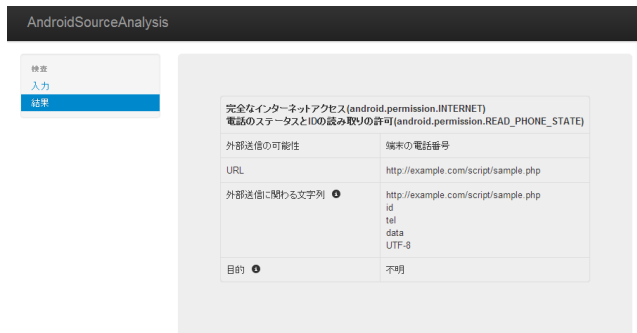 AndroidSourceAnalysis
検査
入力
結果
完全なインターネットアクセス(android.permission.INTERNET)
電話のステータスとIDの読み取りの許可(android.permission.READ_PHONE_STATE)
外部送信の可能性 端末の電話番号
URL http://example.com/script/sample.php
外部送信に関わる文字列 http://example.com/script/sample.php
id
tel
data
UTF-8
目的 不明